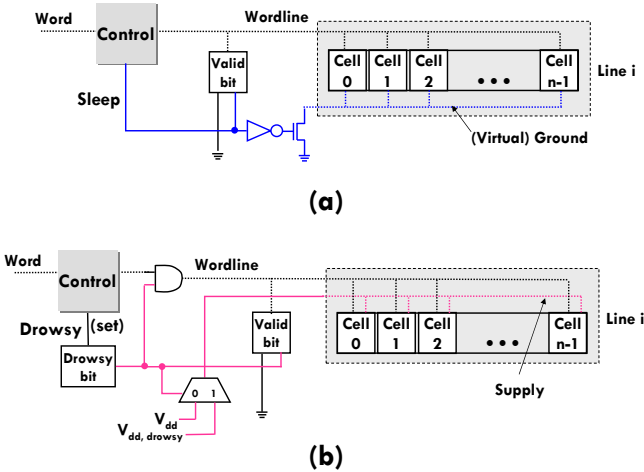 Word
Control
Wordline
Valid
bit
Cell
0
Cell
1
Cell
2
•••
Cell
n-1
Line i
Sleep
(Virtual) Ground
(a)
Word
Control
Wordline
Drowsy (set)
Drowsy
bit
Valid
bit
Cell
0
Cell
1
Cell
2
•••
Cell
n-1
Line i
0 1
Vdd
Vdd, drowsy
Supply
(b)